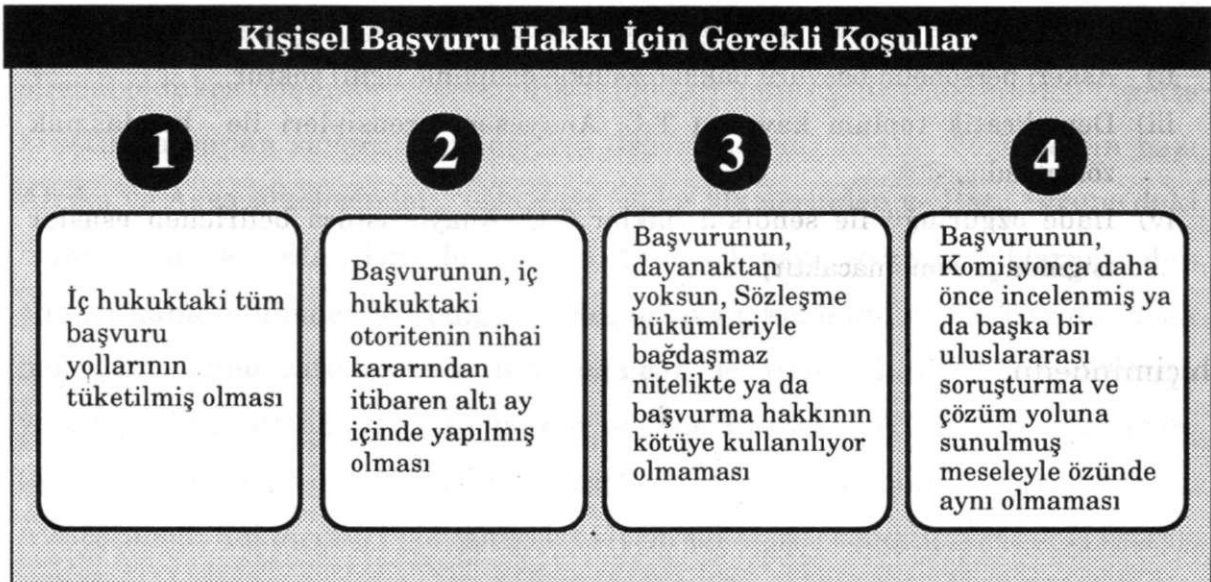 Kişisel Başvuru Hakkı İçin Gerekli Koşullar
1
İç hukuktaki tüm
başvuru
yollarının
tüketilmiş olması
2
Başvurunun, iç
hukuktaki
otoritenin nihai
kararından
itibaren altı ay
içinde yapılmış
olması
3
Başvurunun,
dayanaktan
yoksun, Sözleşme
hükümleriyle
bağdaşmaz
nitelikte ya da
başvurma hakkının
kötüye kullanılıyor
olmaması
4
Başvurunun,
Komisyonca daha
önce incelenmiş ya
da başka bir
uluslararası
soruşturma ve
çözüm yoluna
sunulmuş
meseleyle özünde
aynı olmaması